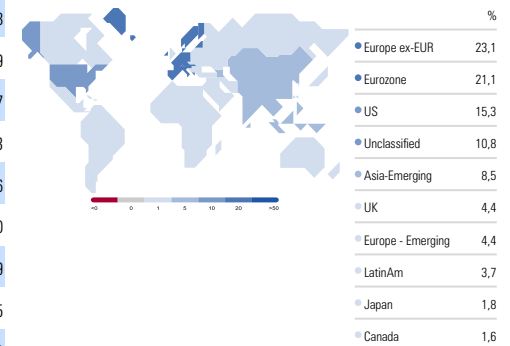 %
Europe ex-EUR 23,1
Eurozone 21,1
US 15,3
Unclassified 10,8
Asia-Emerging 8,5
UK 4,4
Europe - Emerging 4,4
LatinAm 3,7
Japan 1,8
Canada 1,6
<0 0 1 5 10 20 >50